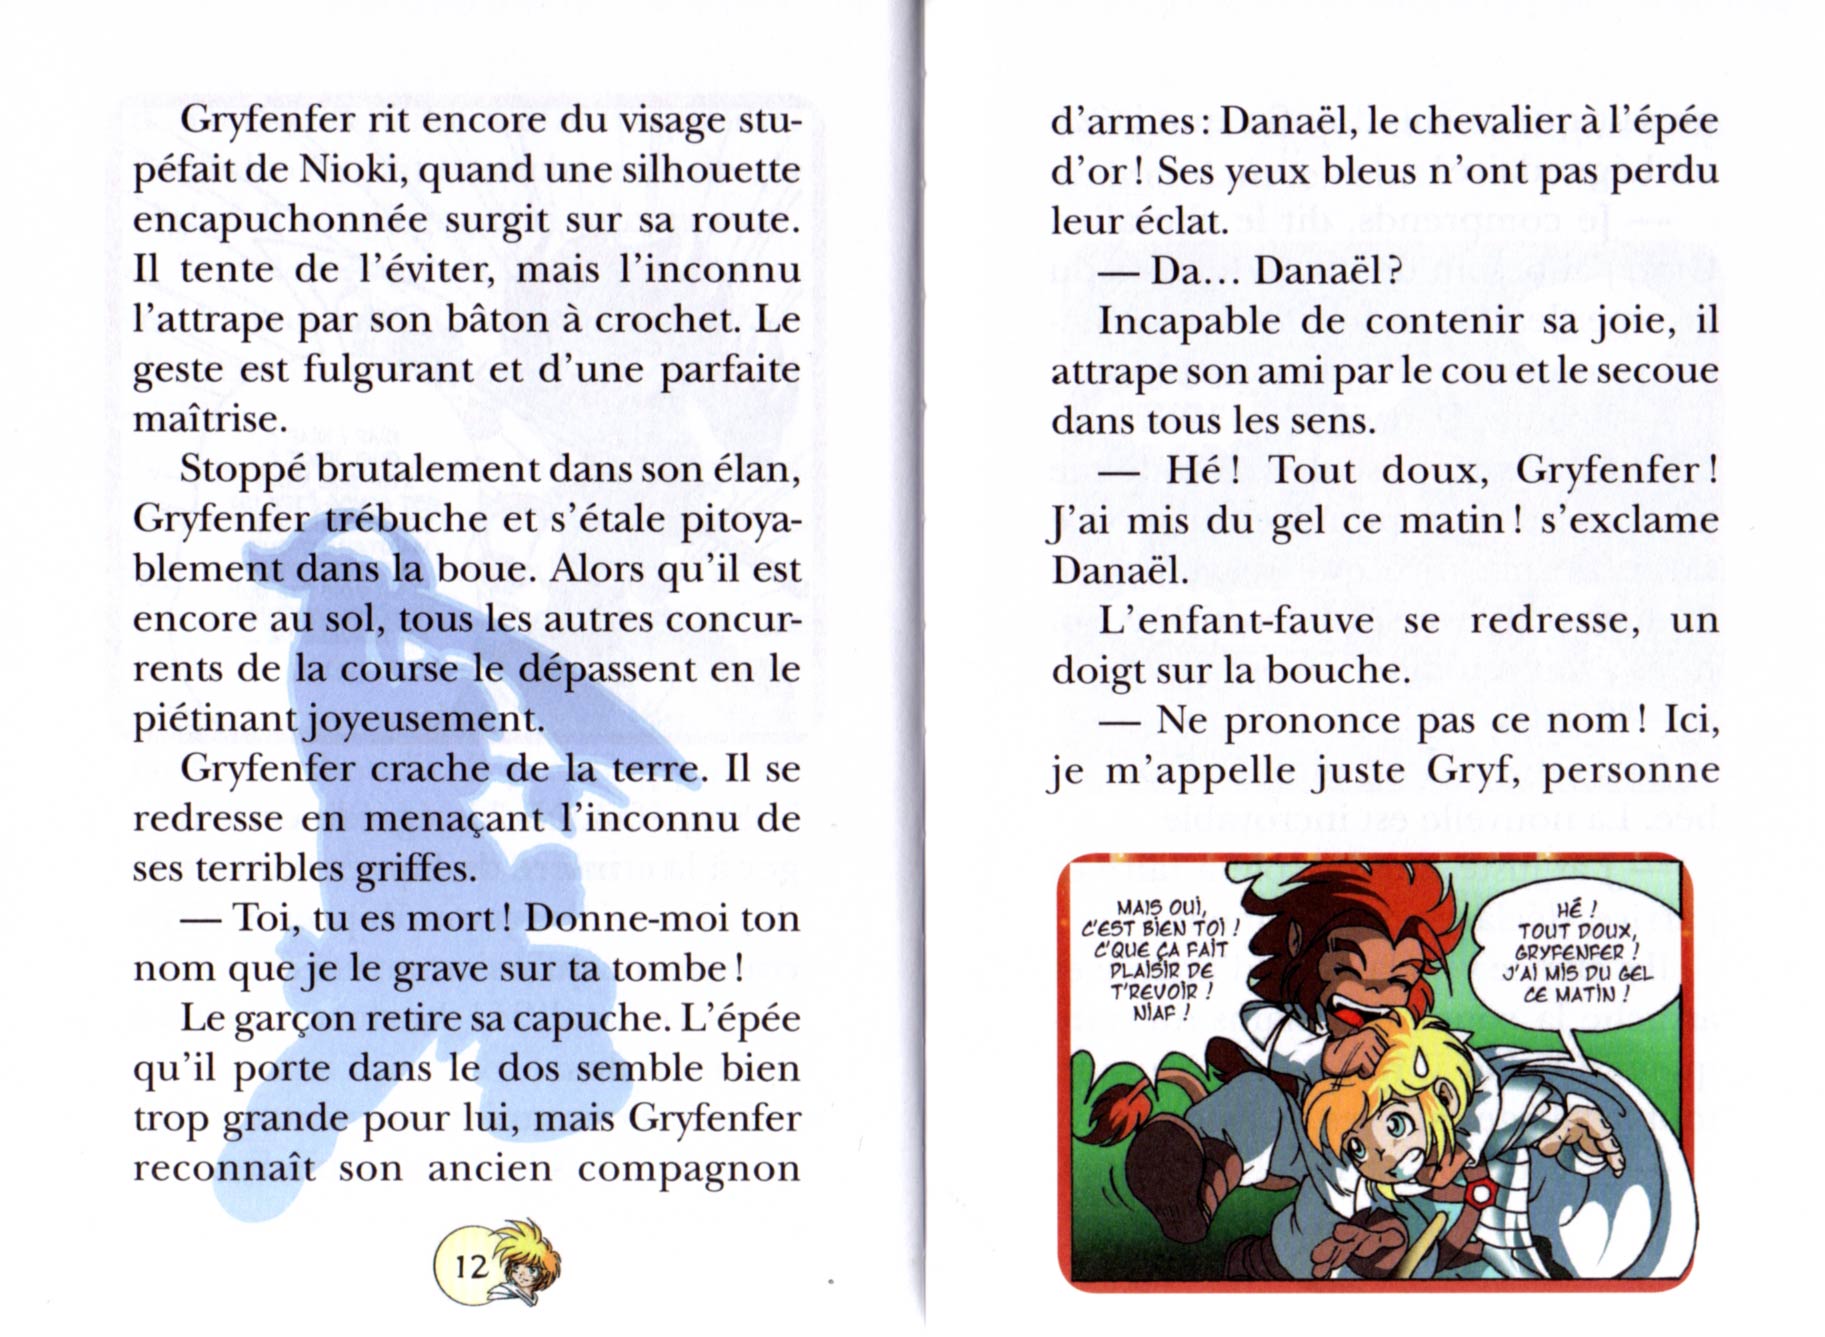 Gryfenfer rit encore du visage stu-
péfait de Nioki, quand une silhouette
encapuchonnée surgit sur sa route.
Il tente de l'éviter, mais l'inconnu
l'attrape par son bâton à crochet. Le
geste est fulgurant et d'une parfaite
maîtrise.
Stoppé brutalement dans son élan,
Gryfenfer trébuche et s'étale pitoya-
blement dans la boue. Alors qu'il est
encore au sol, tous les autres concur-
rents de la course le dépassent en le
piétinant joyeusement.
Gryfenfer crache de la terre. Il se
redresse en menaçant l'inconnu de
ses terribles griffes.
— Toi, tu es mort ! Donne-moi ton
nom que je le grave sur ta tombe !
Le garçon retire sa capuche. L'épée
qu'il porte dans le dos semble bien
trop grande pour lui, mais Gryfenfer
reconnaît son ancien compagnon
12
d'armes : Danaël, le chevalier à l'épée
d'or ! Ses yeux bleus n'ont pas perdu
leur éclat.
— Da... Danaël ?
Incapable de contenir sa joie, il
attrape son ami par le cou et le secoue
dans tous les sens.
— Hé ! Tout doux, Gryfenfer !
J'ai mis du gel ce matin ! s'exclame
Danaël.
L'enfant-fauve se redresse, un
doigt sur la bouche.
— Ne prononce pas ce nom ! Ici,
je m'appelle juste Gryf, personne
MAIS OUI,
C'EST BIEN TOI !
C'QUE ÇA FAIT
PLAISIR DE
T'REVOIR !
NIAF !
HÉ !
TOUT DOUX,
GRYFENFER !
J'AI MIS DU GEL
CE MATIN !